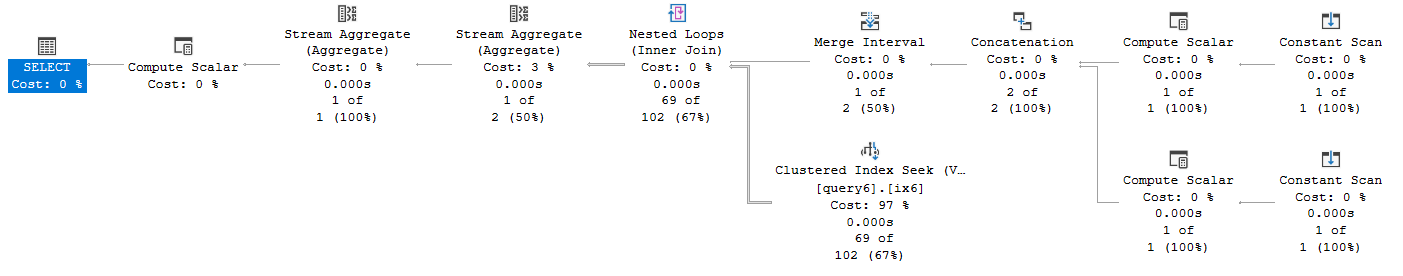 SELECT
Cost: 0 %
Compute Scalar
Cost: 0 %
Stream Aggregate
(Aggregate)
Cost: 0 %
0.000s
1 of
1 (100%)
Stream Aggregate
(Aggregate)
Cost: 3 %
0.000s
1 of
2 (50%)
Nested Loops
(Inner Join)
Cost: 0 %
0.000s
69 of
102 (67%)
Merge Interval
Cost: 0 %
0.000s
1 of
2 (50%)
Concatenation
Cost: 0 %
0.000s
2 of
2 (100%)
Compute Scalar
Cost: 0 %
0.000s
1 of
1 (100%)
Constant Scan
Cost: 0 %
0.000s
1 of
1 (100%)
Clustered Index Seek (V…
[query6].[ix6]
Cost: 97 %
0.000s
69 of
102 (67%)
Compute Scalar
Cost: 0 %
0.000s
1 of
1 (100%)
Constant Scan
Cost: 0 %
0.000s
1 of
1 (100%)